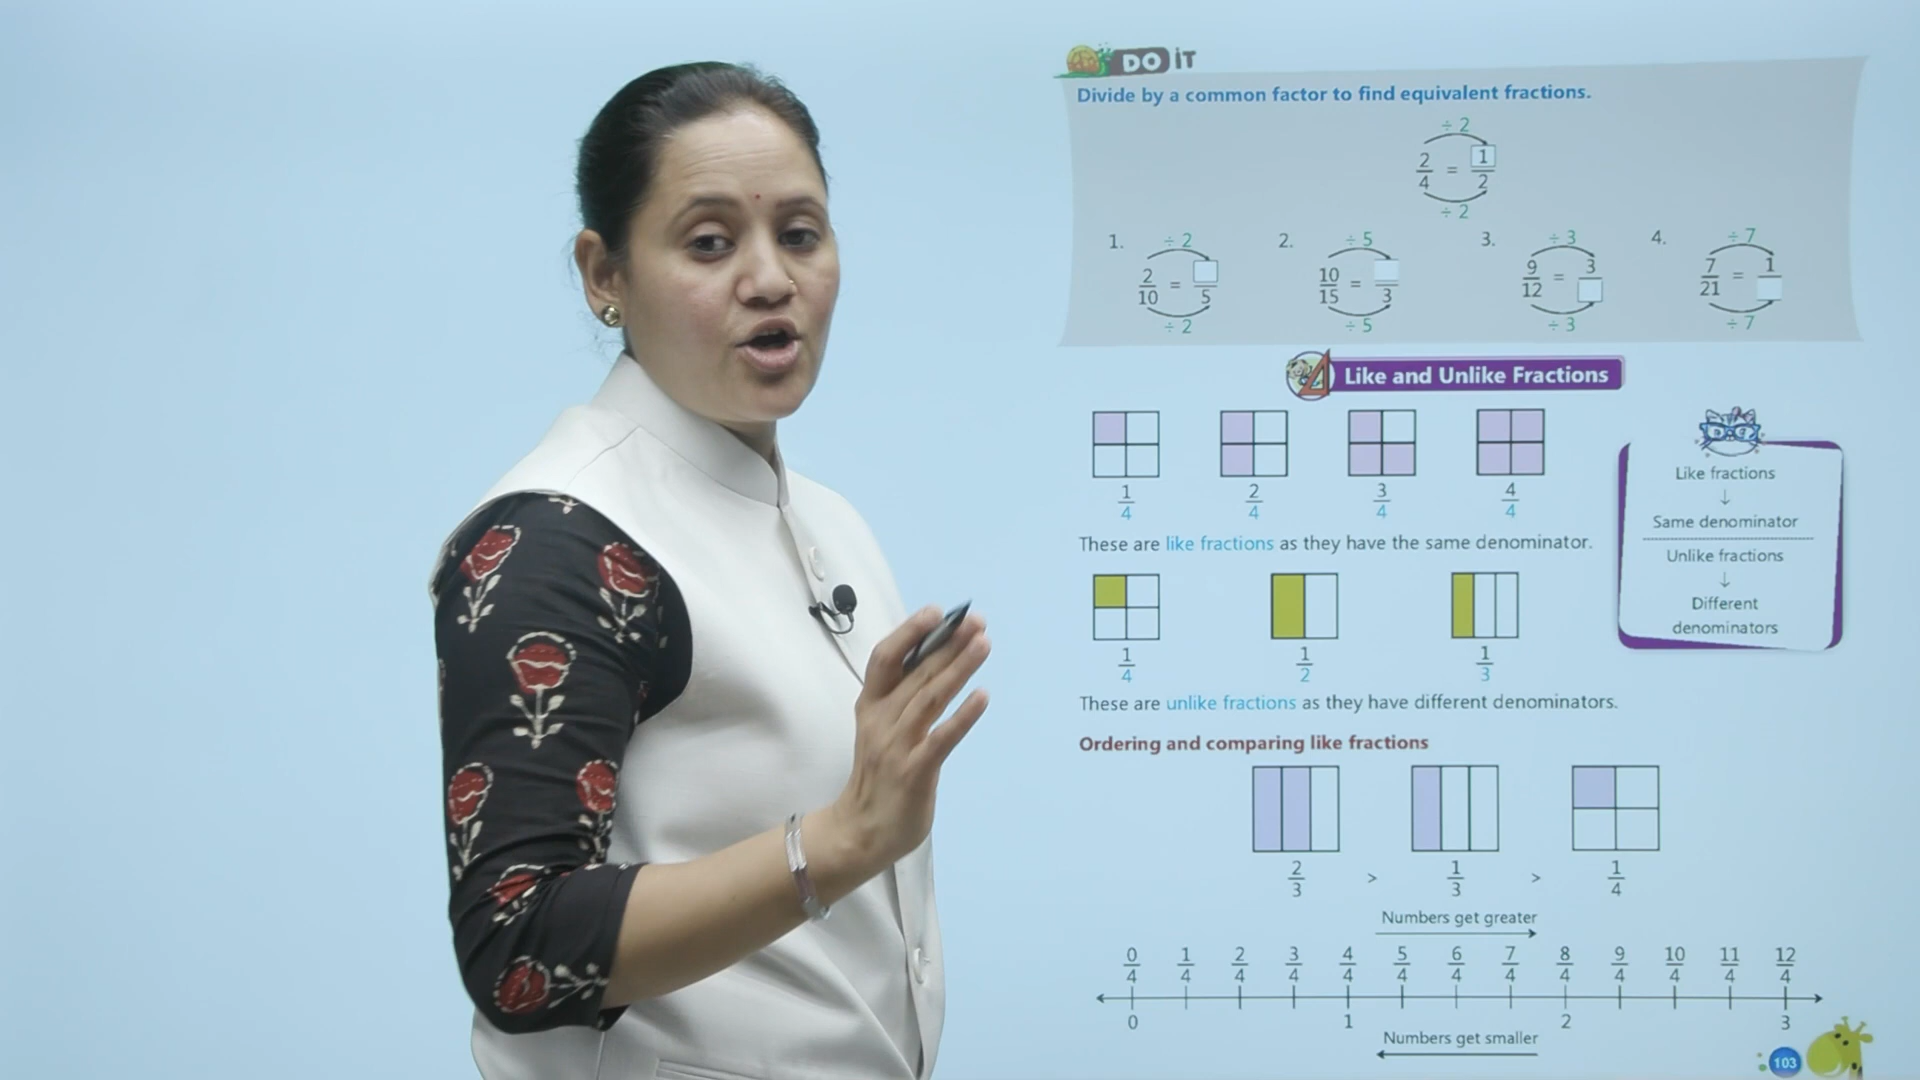 DO iT
Divide by a common factor to find equivalent fractions.
÷ 2
2/4 = 1/2
÷ 2
1. ÷ 2 2. ÷ 5 3. ÷ 3 4. ÷ 7
2/10 = □/5 10/15 = □/3 9/12 = 3/□ 7/21 = 1/□
÷ 2 ÷ 5 ÷ 3 ÷ 7
Like and Unlike Fractions
1/4 2/4 3/4 4/4
These are like fractions as they have the same denominator.
1/4 1/2 1/3
These are unlike fractions as they have different denominators.
Like fractions
↓
Same denominator
Unlike fractions
↓
Different
denominators
Ordering and comparing like fractions
2/3 > 1/3 > 1/4
Numbers get greater
0/4 1/4 2/4 3/4 4/4 5/4 6/4 7/4 8/4 9/4 10/4 11/4 12/4
0 1 2 3
Numbers get smaller
103